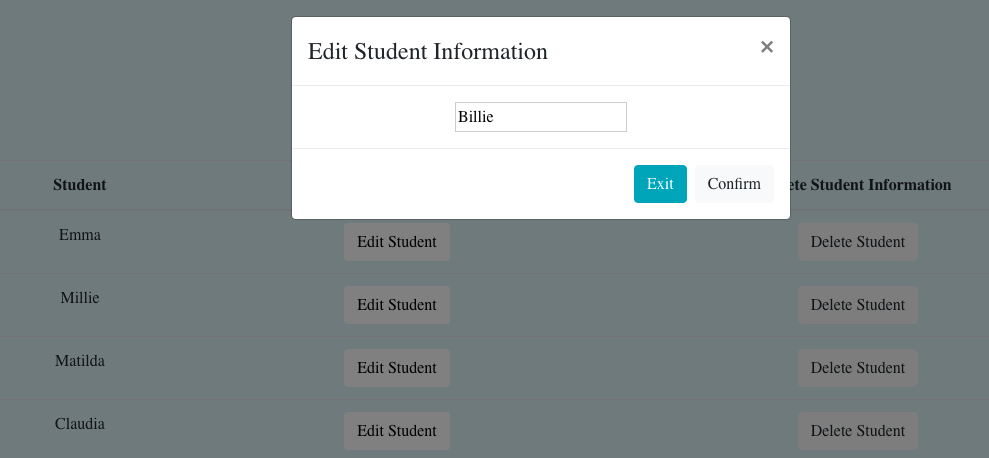 Edit Student Information ×
Billie
Exit Confirm
Student ete Student Information
Emma Edit Student Delete Student
Millie Edit Student Delete Student
Matilda Edit Student Delete Student
Claudia Edit Student Delete Student